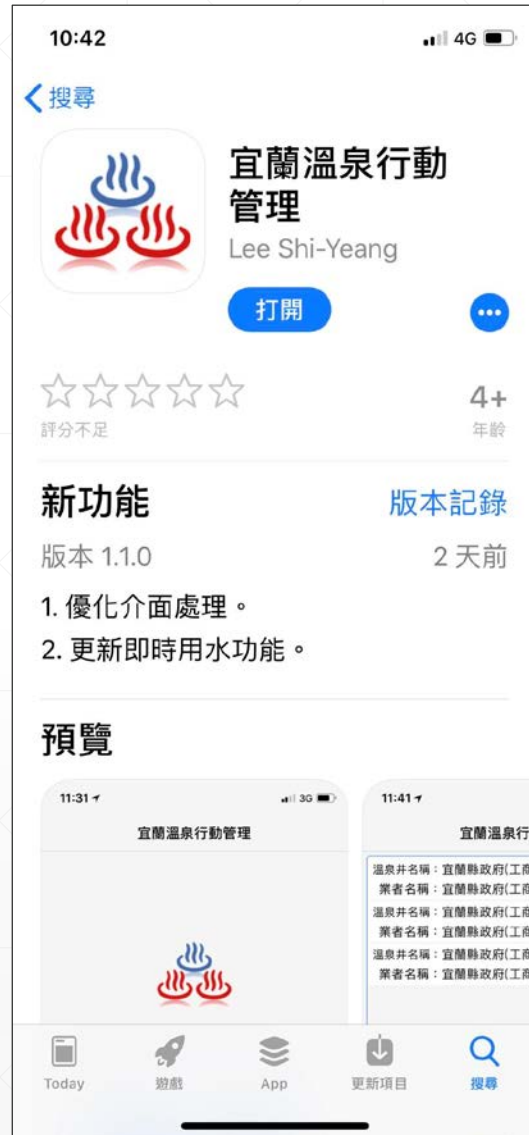 10:42
4G
搜尋
宜蘭溫泉行動
管理
Lee Shi-Yeang
打開
4+
評分不足
年齡
新功能
版本記錄
版本 1.1.0
2 天前
1. 優化介面處理。
2. 更新即時用水功能。
預覽
11:31
3G
11:41
宜蘭溫泉行動管理
宜蘭溫泉行
溫泉井名稱：宜蘭縣政府(工商
業者名稱：宜蘭縣政府(工商
溫泉井名稱：宜蘭縣政府(工商
業者名稱：宜蘭縣政府(工商
溫泉井名稱：宜蘭縣政府(工商
業者名稱：宜蘭縣政府(工商
Today
遊戲
App
更新項目
搜尋